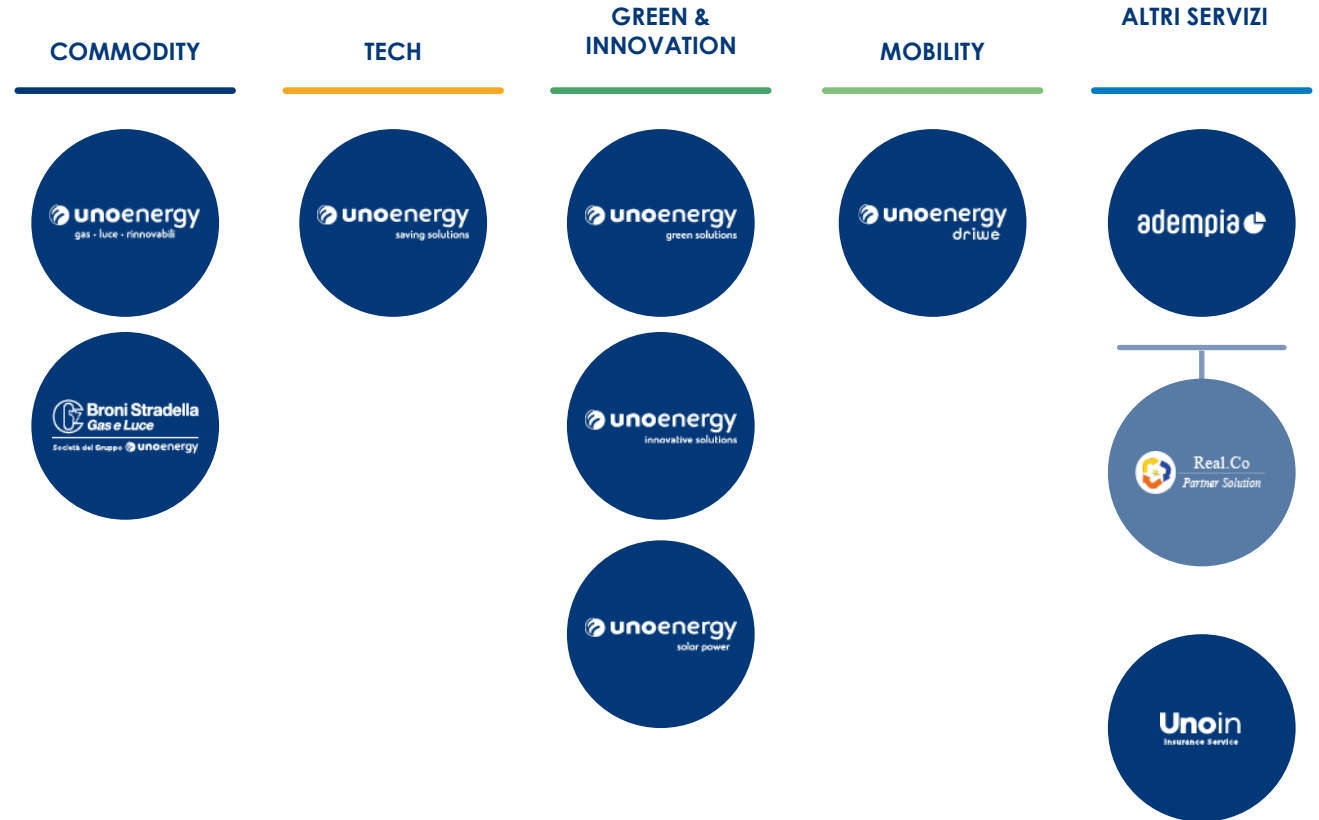 COMMODITY
unoenergy
gas · luce · rinnovabili
Broni Stradella
Gas e Luce
Società del Gruppo unoenergy
TECH
unoenergy
saving solutions
GREEN &
INNOVATION
unoenergy
green solutions
unoenergy
innovative solutions
unoenergy
solar power
MOBILITY
unoenergy
driwe
ALTRI SERVIZI
adempia
Real.Co
Partner Solution
Unoin
Insurance Service